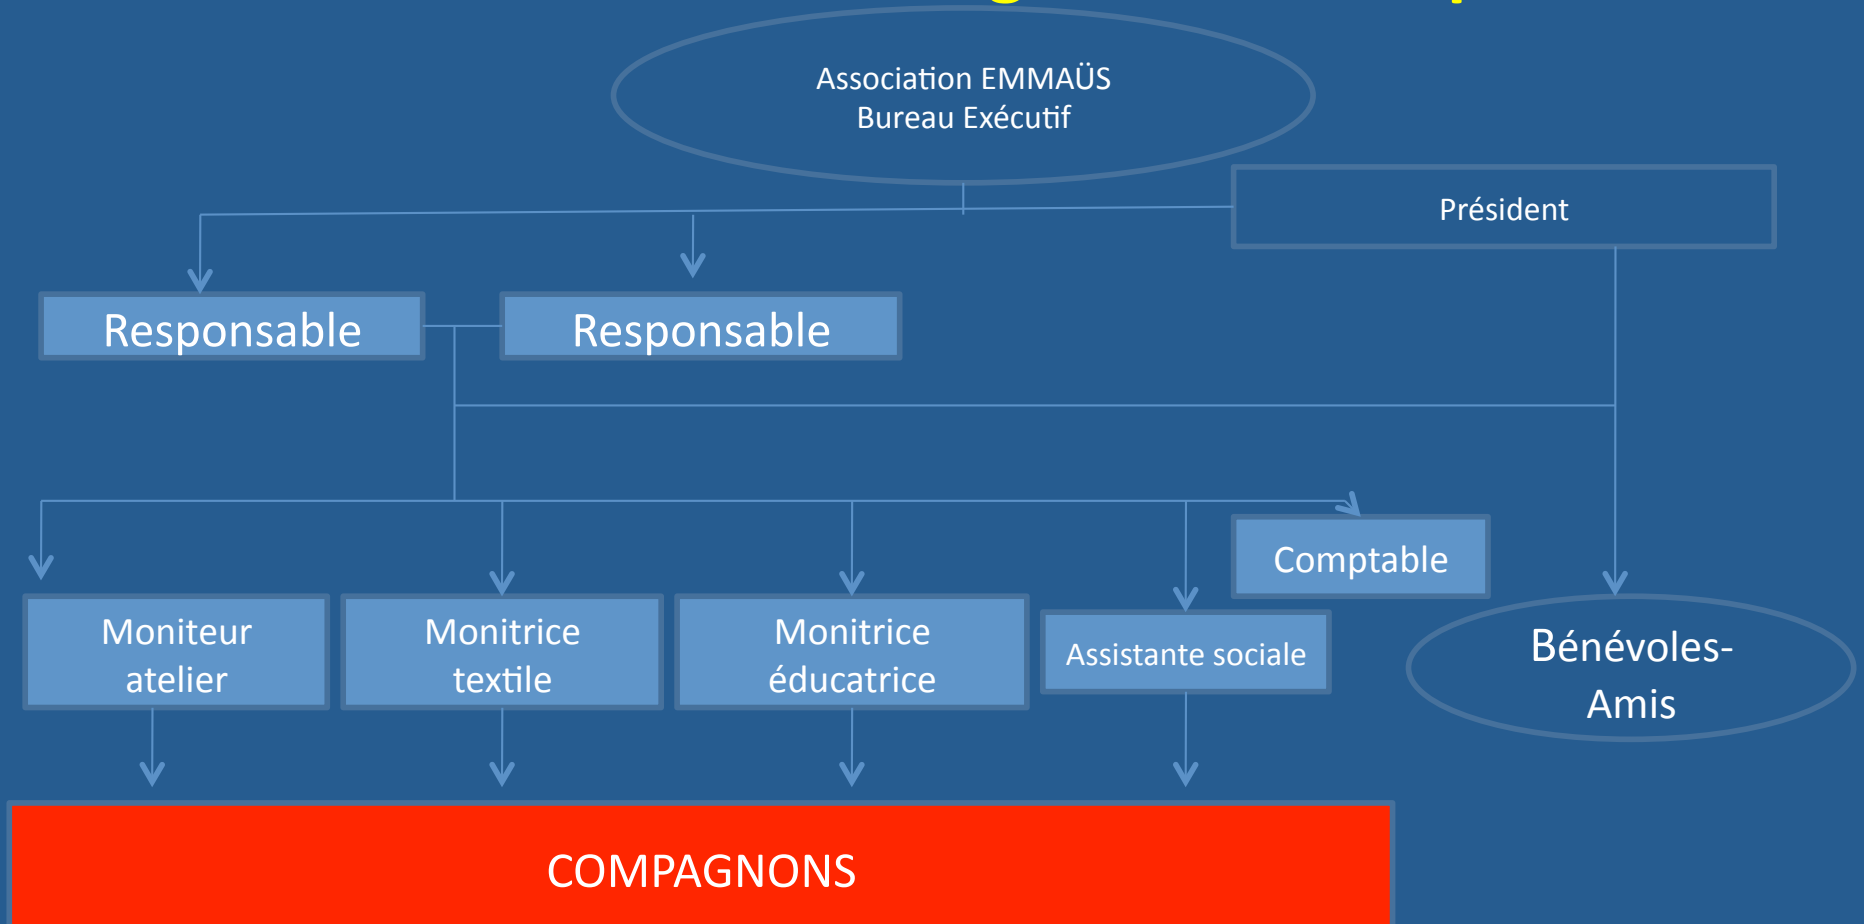 Association EMMAÜS
Bureau Exécutif
Président
Responsable
Responsable
Comptable
Moniteur
atelier
Monitrice
textile
Monitrice
éducatrice
Assistante sociale
Bénévoles-
Amis
COMPAGNONS